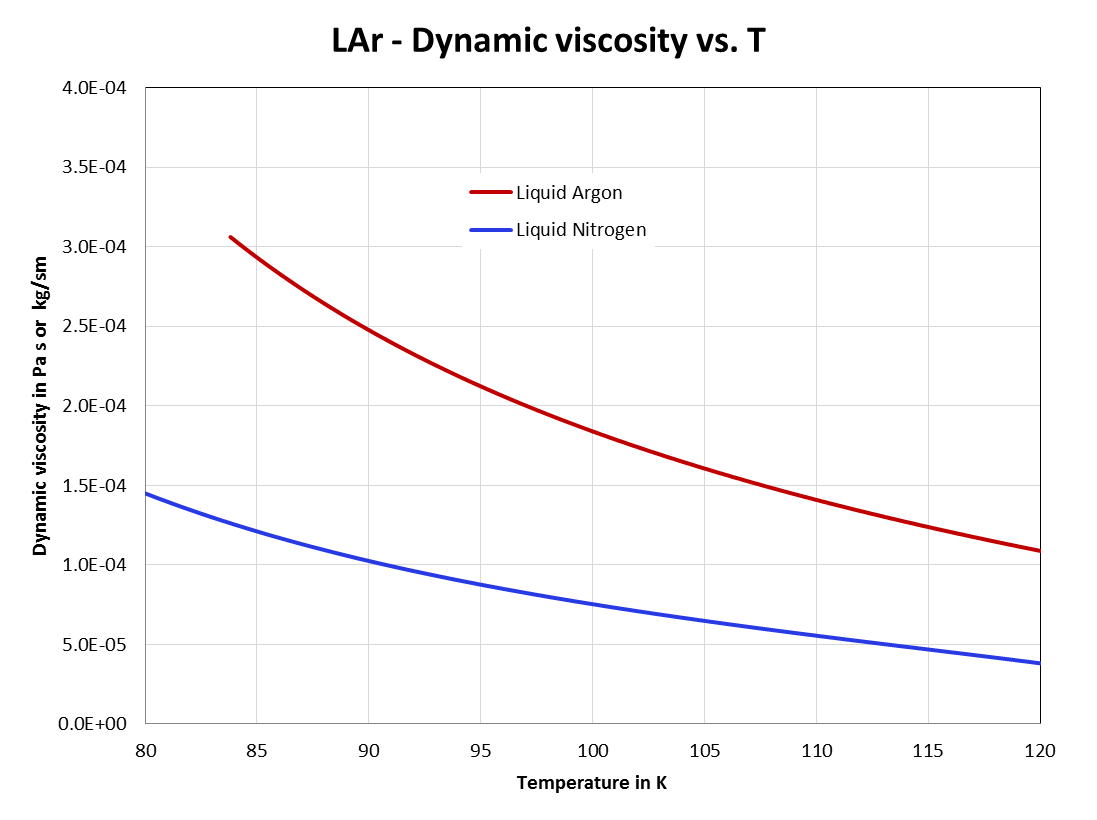 LAr - Dynamic viscosity vs. T
4.0E-04
3.5E-04
3.0E-04
2.5E-04
2.0E-04
1.5E-04
1.0E-04
5.0E-05
0.0E+00
Dynamic viscosity in Pa s or kg/sm
Liquid Argon
Liquid Nitrogen
80 85 90 95 100 105 110 115 120
Temperature in K